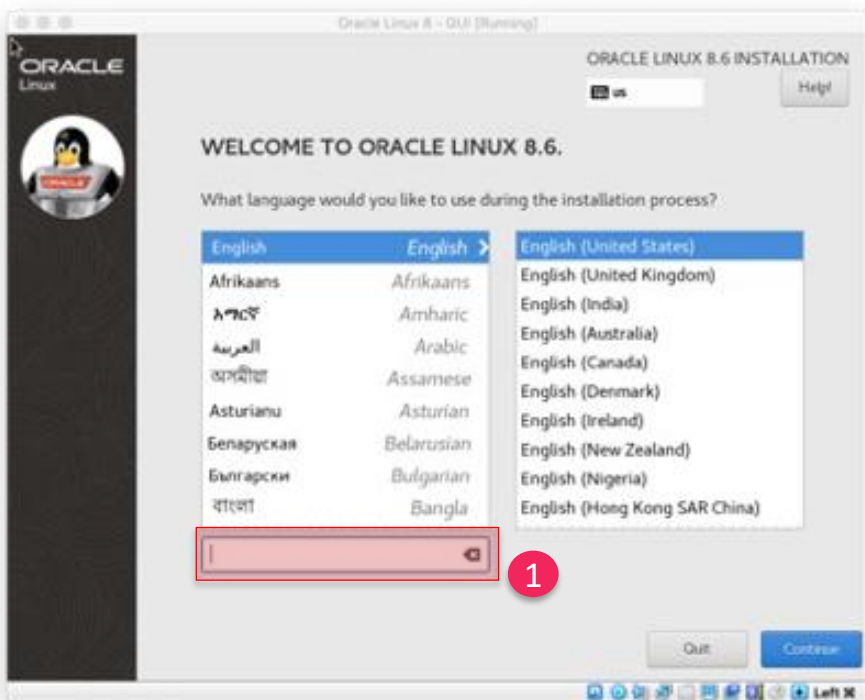 Oracle Linux 8 - GUI [Running]
ORACLE
Linux
ORACLE LINUX 8.6 INSTALLATION
us
Help!
ORACLE
WELCOME TO ORACLE LINUX 8.6.
What language would you like to use during the installation process?
English English
Afrikaans Afrikaans
አማርኛ Amharic
العربية Arabic
অসমীয়া Assamese
Asturianu Asturian
Беларуская Belarusian
Български Bulgarian
বাংলা Bangla
English (United States)
English (United Kingdom)
English (India)
English (Australia)
English (Canada)
English (Denmark)
English (Ireland)
English (New Zealand)
English (Nigeria)
English (Hong Kong SAR China)
1
Quit
Continue
Left ⌘